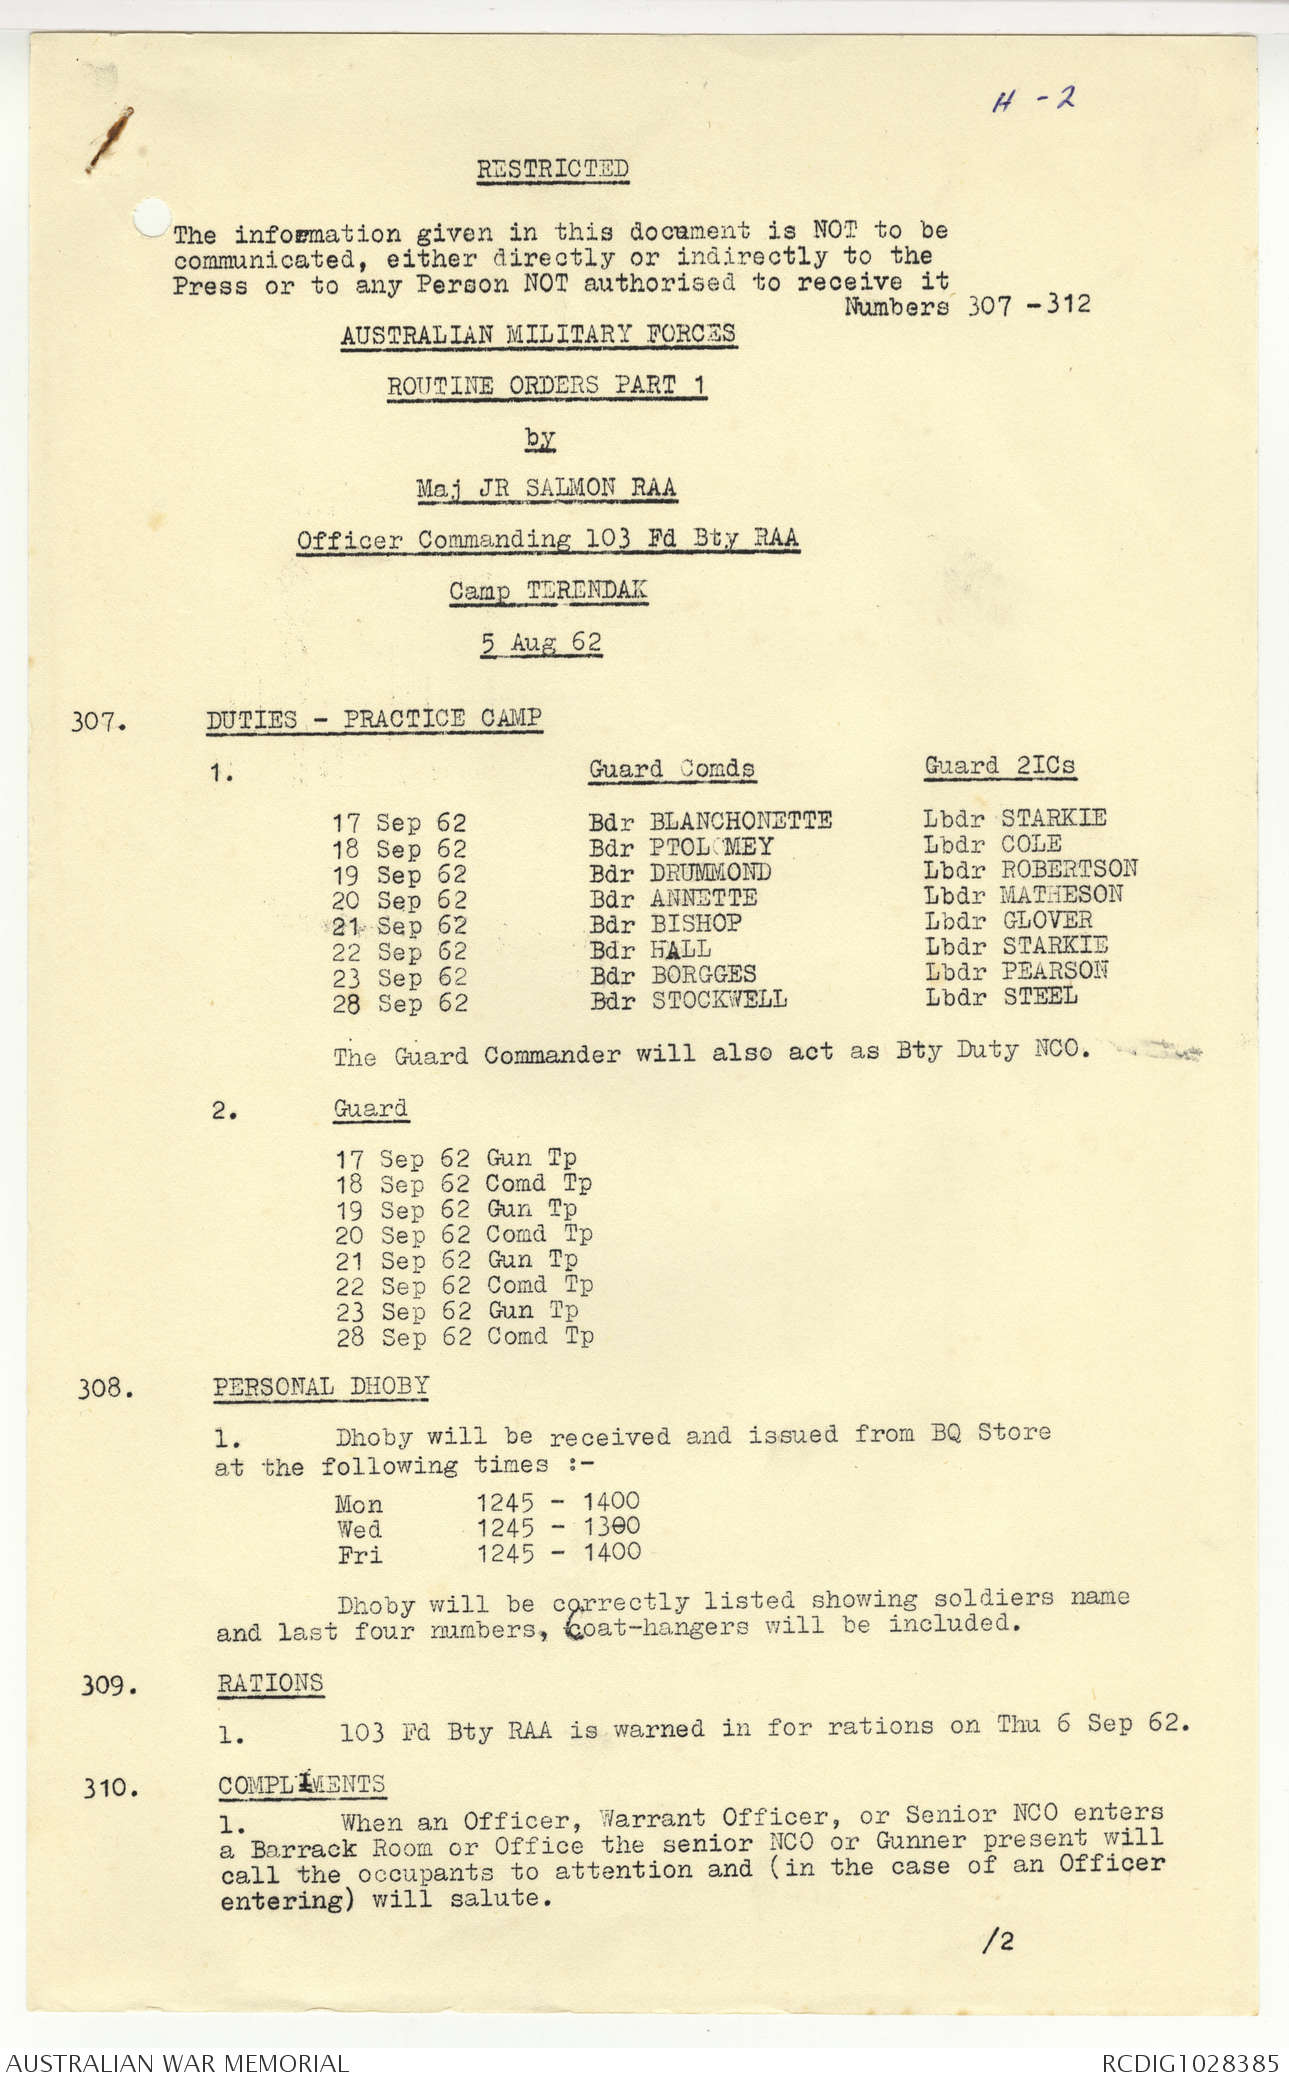 H - 2
RESTRICTED
The information given in this document is NOT to be
communicated, either directly or indirectly to the
Press or to any Person NOT authorised to receive it
Numbers 307 -312
AUSTRALIAN MILITARY FORCES
ROUTINE ORDERS PART 1
by
Maj JR SALMON RAA
Officer Commanding 103 Fd Bty RAA
Camp TERENDAK
5 Aug 62
307. DUTIES - PRACTICE CAMP
1. Guard Comds Guard 2ICs
17 Sep 62 Bdr BLANCHONETTE Lbdr STARKIE
18 Sep 62 Bdr PTOLOMEY Lbdr COLE
19 Sep 62 Bdr DRUMMOND Lbdr ROBERTSON
20 Sep 62 Bdr ANNETTE Lbdr MATHESON
21 Sep 62 Bdr BISHOP Lbdr GLOVER
22 Sep 62 Bdr HALL Lbdr STARKIE
23 Sep 62 Bdr BORGGES Lbdr PEARSON
28 Sep 62 Bdr STOCKWELL Lbdr STEEL
The Guard Commander will also act as Bty Duty NCO.
2. Guard
17 Sep 62 Gun Tp
18 Sep 62 Comd Tp
19 Sep 62 Gun Tp
20 Sep 62 Comd Tp
21 Sep 62 Gun Tp
22 Sep 62 Comd Tp
23 Sep 62 Gun Tp
28 Sep 62 Comd Tp
308. PERSONAL DHOBY
1. Dhoby will be received and issued from BQ Store
at the following times :-
Mon 1245 - 1400
Wed 1245 - 1300
Fri 1245 - 1400
Dhoby will be correctly listed showing soldiers name
and last four numbers, Coat-hangers will be included.
309. RATIONS
1. 103 Fd Bty RAA is warned in for rations on Thu 6 Sep 62.
310. COMPLIMENTS
1. When an Officer, Warrant Officer, or Senior NCO enters
a Barrack Room or Office the senior NCO or Gunner present will
call the occupants to attention and (in the case of an Officer
entering) will salute.
/2
AUSTRALIAN WAR MEMORIAL RCDIG1028385